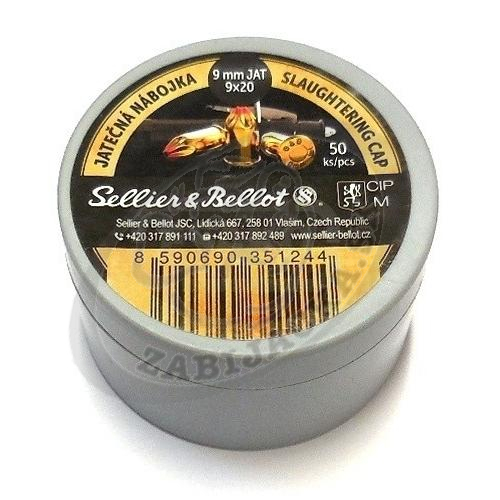 JATEČNÁ NÁBOJKA
9 mm JAT
9x20
SLAUGHTERING CAP
50
ks/pcs
Sellier & Bellot S&B
CIP
M
Sellier & Bellot JSC, Lidická 667, 258 01 Vlašim, Czech Republic
+420 317 891 111 +420 317 892 489 www.sellier-bellot.cz
8 590690 351244
ZABIJACKA.